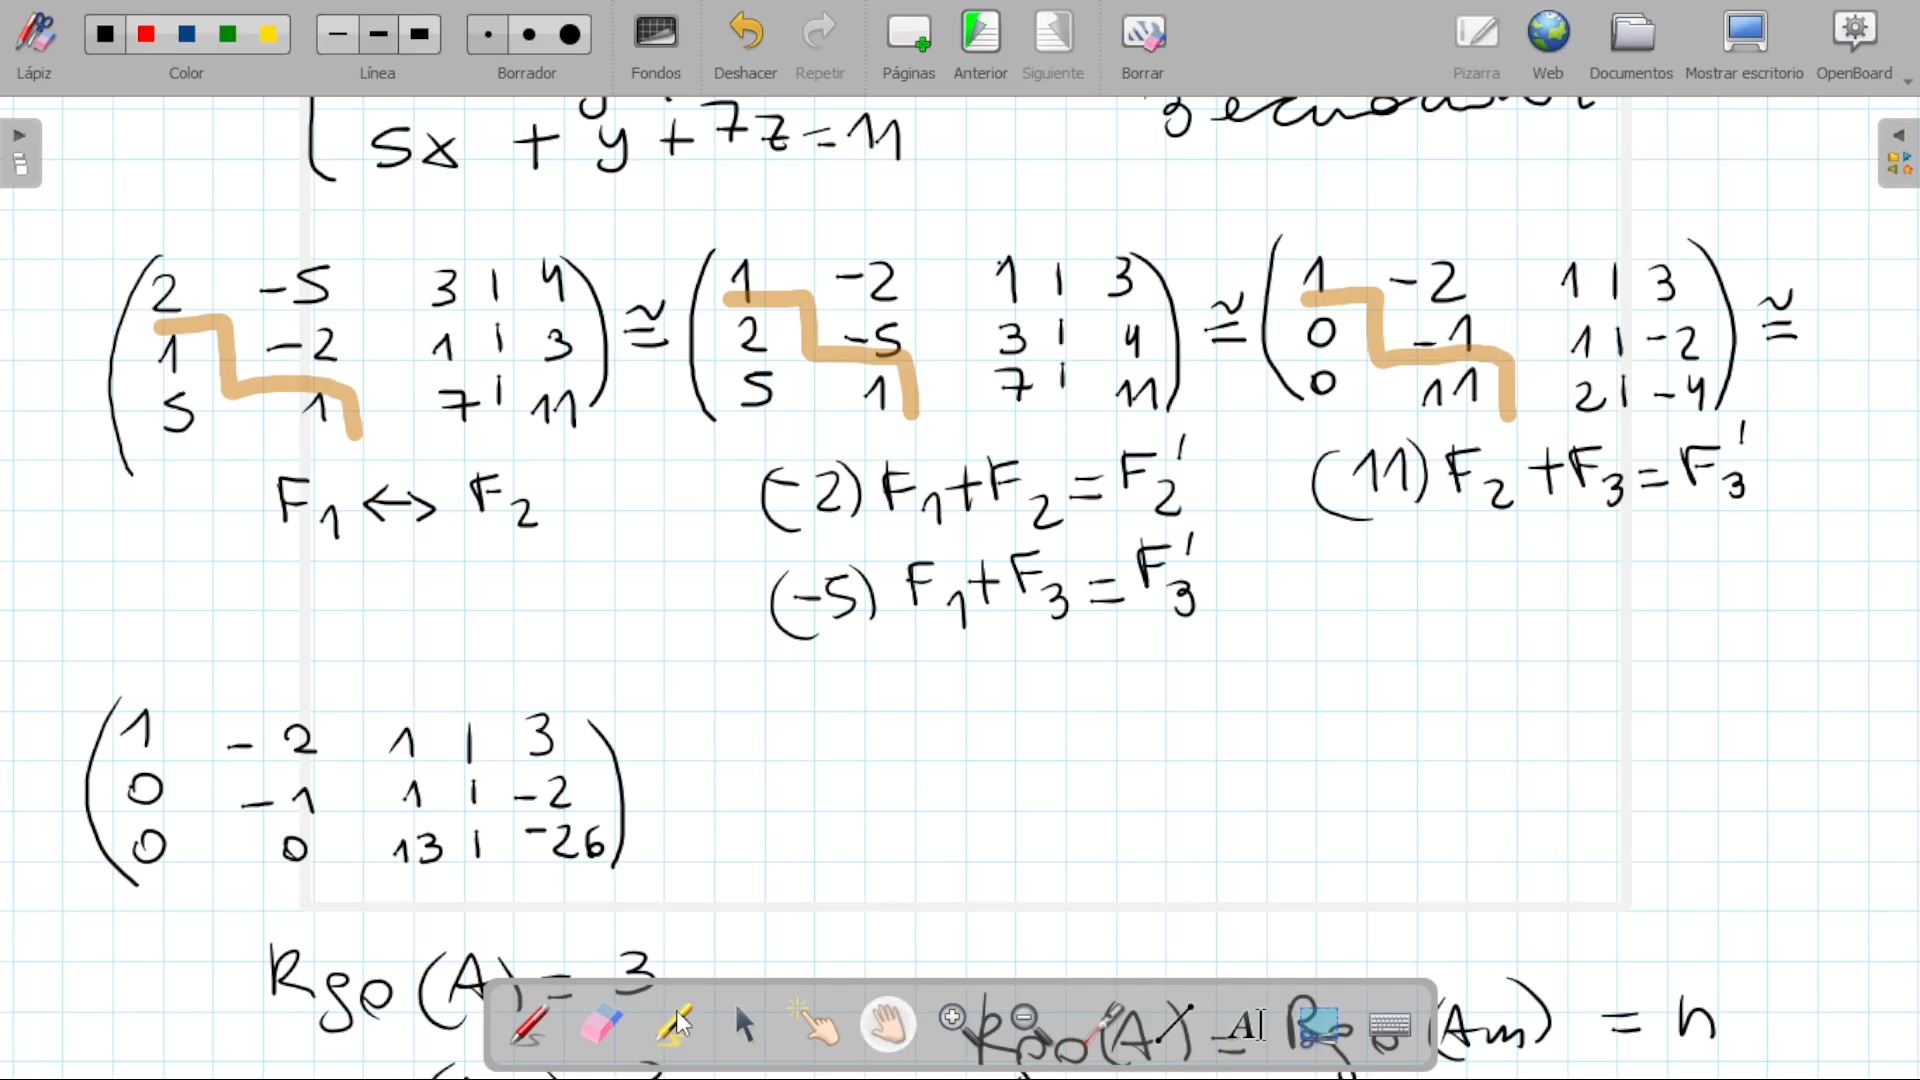 Lápiz Color Línea Borrador Fondos Deshacer Repetir Páginas Anterior Siguiente Borrar Pizarra Web Documentos Mostrar escritorio OpenBoard
5x + y + 7z = 11
2 -5 3 | 4
1 -2 1 | 3
5 1 7 | 11
≅
1 -2 1 | 3
2 -5 3 | 4
5 1 7 | 11
≅
1 -2 1 | 3
0 -1 1 | -2
0 11 2 | -4
≅
F1 ↔ F2
(-2) F1 + F2 = F2'
(-5) F1 + F3 = F3'
(11) F2 + F3 = F3'
1 -2 1 | 3
0 -1 1 | -2
0 0 13 | -26
Rgo (A) = 3
(A) = (Am) = n